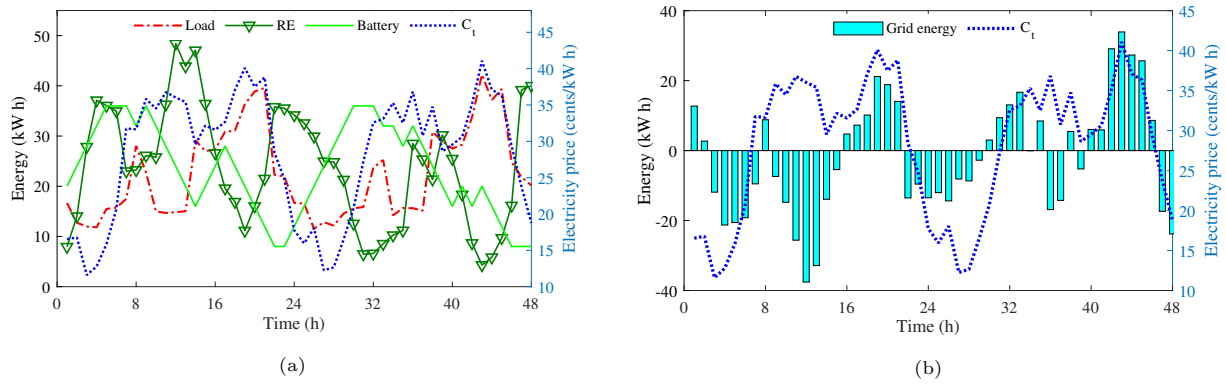 Load RE Battery C_t
Energy (kW h)
50
40
30
20
10
0
45
40
35
30
25
20
15
10
Electricity price (cents/kW h)
0 8 16 24 32 40 48
Time (h)
(a)
Grid energy C_t
Energy (kW h)
40
20
0
-20
-40
45
40
35
30
25
20
15
10
Electricity price (cents/kW h)
0 8 16 24 32 40 48
Time (h)
(b)